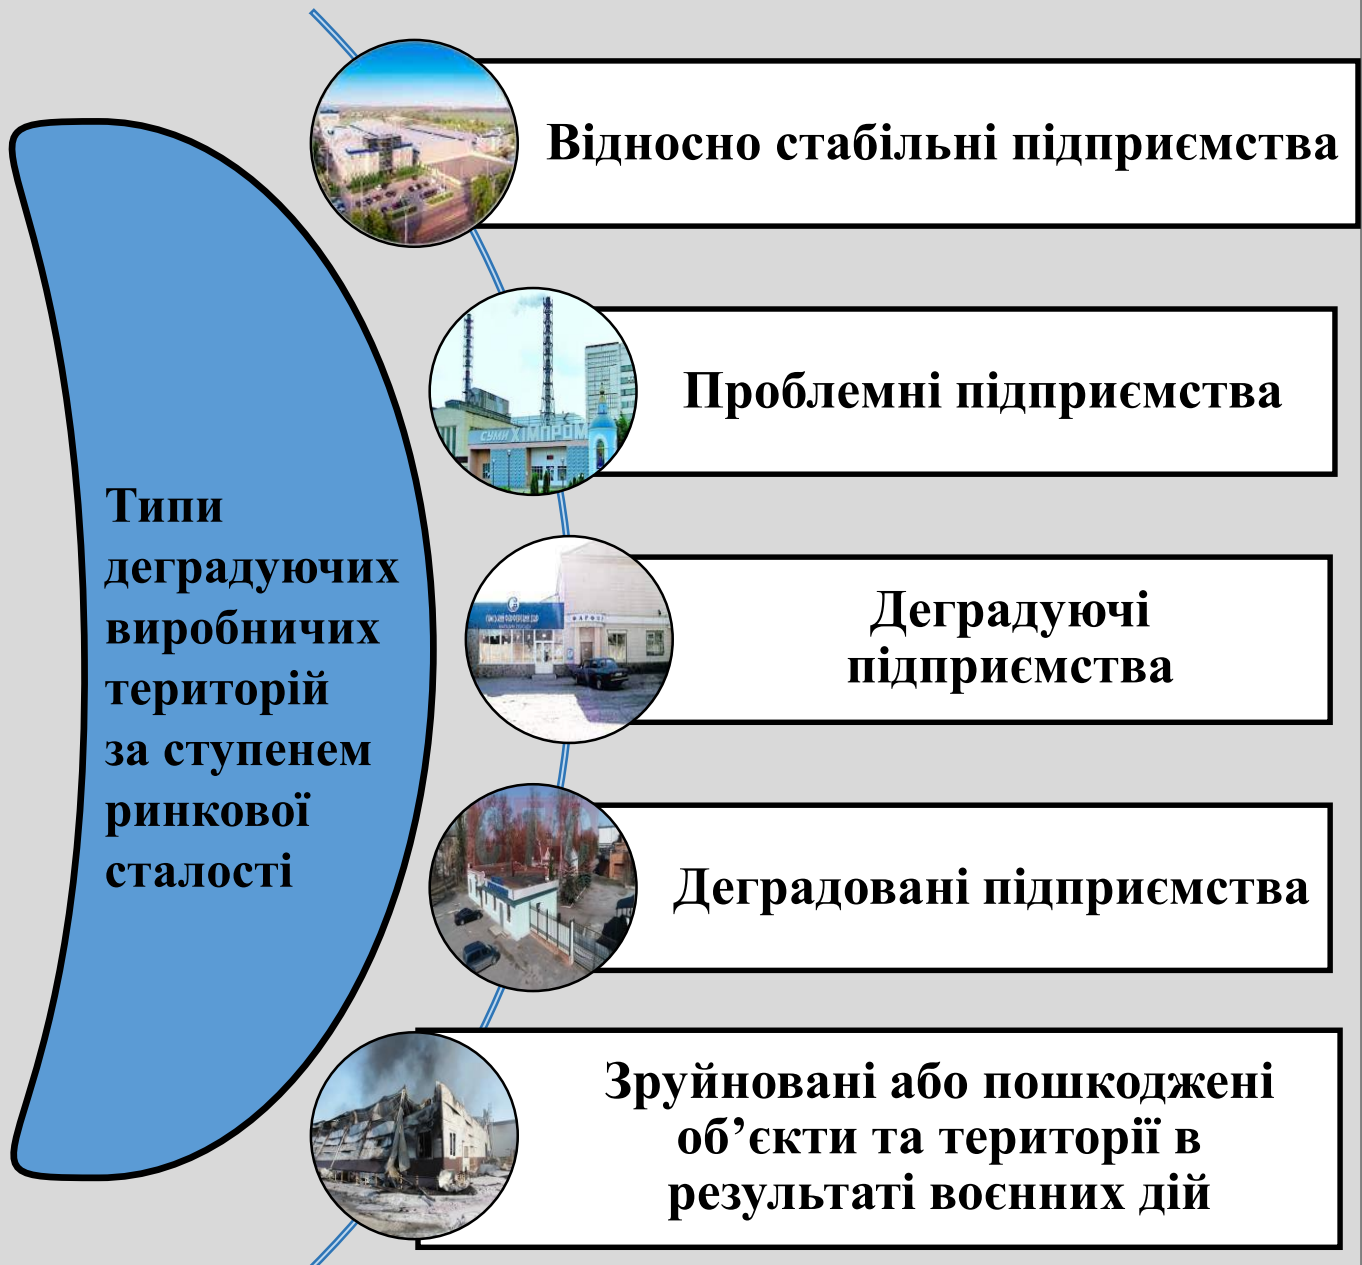 Відносно стабільні підприємства
СУМИ ХІМПРОМ
Проблемні підприємства
Типи
деградуючих
виробничих
територій
за ступенем
ринкової
сталості
Деградуючі
підприємства
Деградовані підприємства
Зруйновані або пошкоджені
об’єкти та території в
результаті воєнних дій